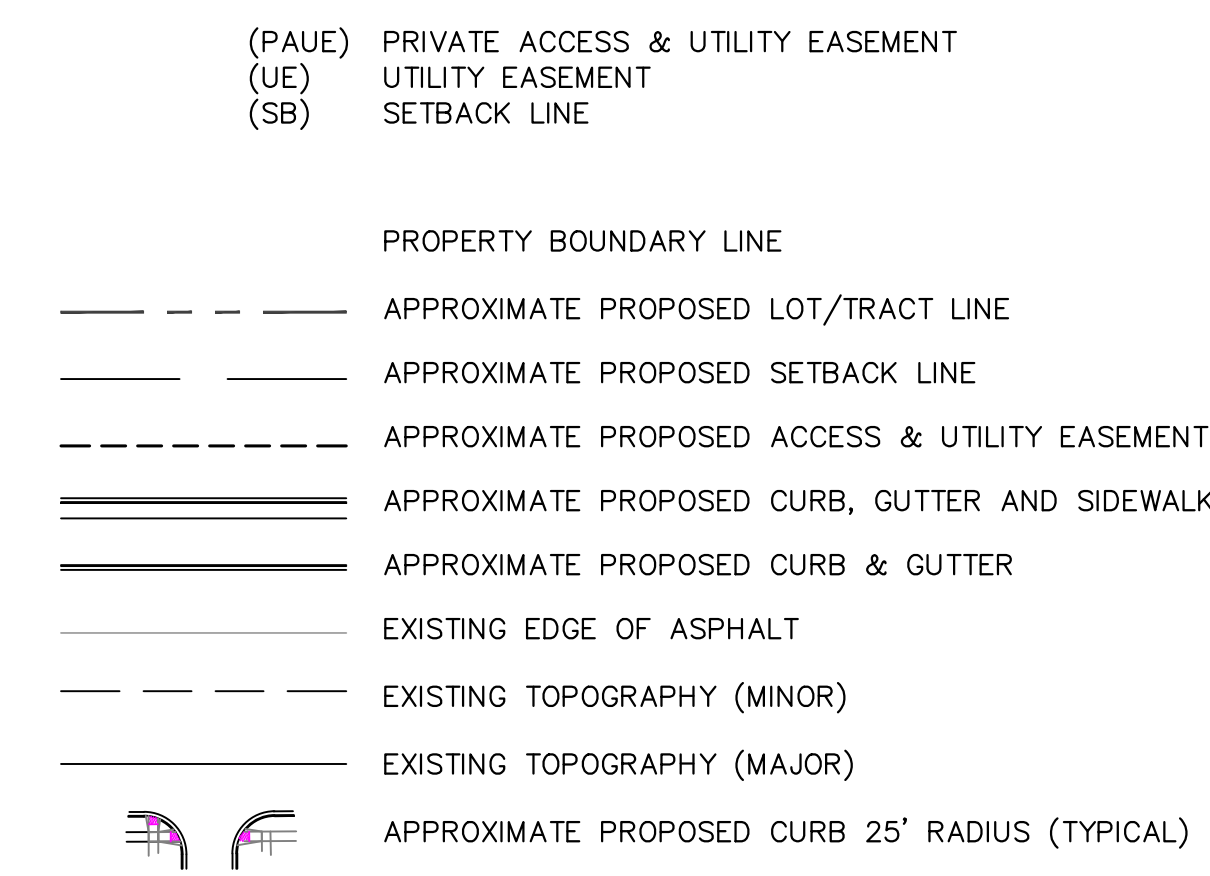 (PAUE) PRIVATE ACCESS & UTILITY EASEMENT
(UE) UTILITY EASEMENT
(SB) SETBACK LINE
PROPERTY BOUNDARY LINE
APPROXIMATE PROPOSED LOT/TRACT LINE
APPROXIMATE PROPOSED SETBACK LINE
APPROXIMATE PROPOSED ACCESS & UTILITY EASEMENT
APPROXIMATE PROPOSED CURB, GUTTER AND SIDEWALK
APPROXIMATE PROPOSED CURB & GUTTER
EXISTING EDGE OF ASPHALT
EXISTING TOPOGRAPHY (MINOR)
EXISTING TOPOGRAPHY (MAJOR)
APPROXIMATE PROPOSED CURB 25' RADIUS (TYPICAL)